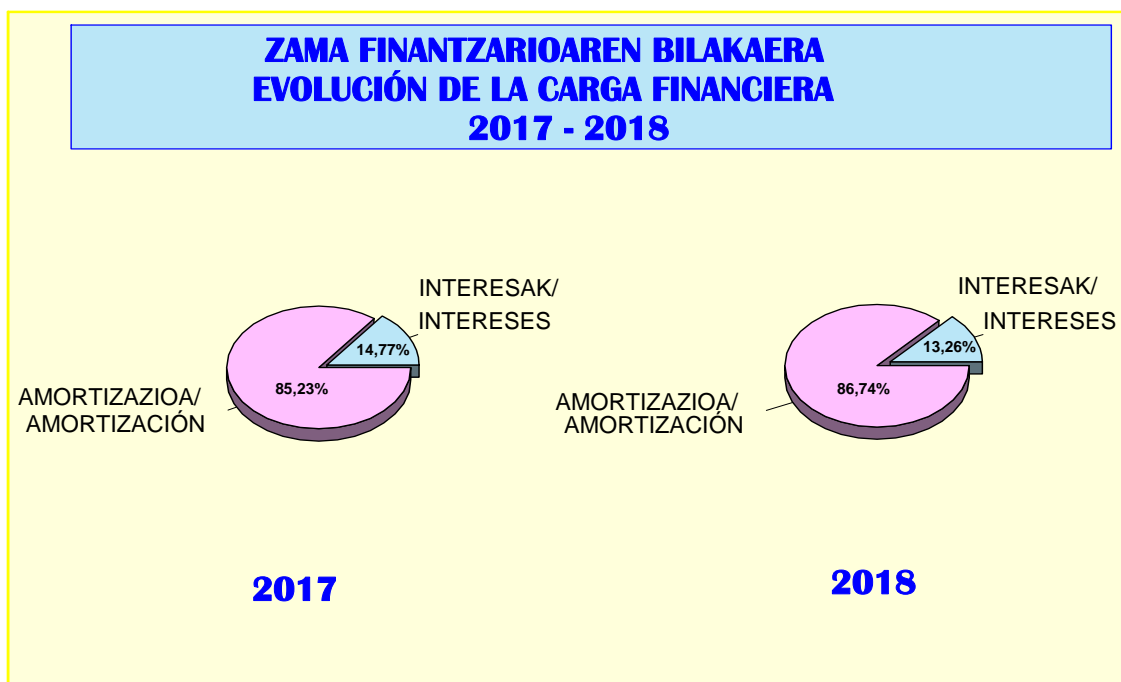 ZAMA FINANTZARIOAREN BILAKAERA
EVOLUCIÓN DE LA CARGA FINANCIERA
2017 - 2018
INTERESAK/
INTERESES
14,77%
85,23%
AMORTIZAZIOA/
AMORTIZACIÓN
2017
INTERESAK/
INTERESES
13,26%
86,74%
AMORTIZAZIOA/
AMORTIZACIÓN
2018